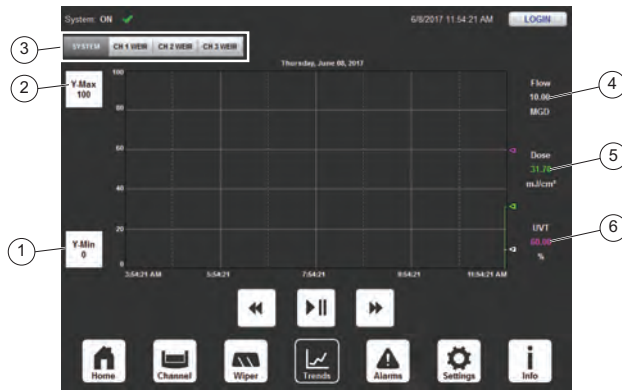 System: ON
6/8/2017 11:54:21 AM
LOGIN
3
SYSTEM
CH 1 WEIR
CH 2 WEIR
CH 3 WEIR
Thursday, June 08, 2017
2
Y-Max
100
100
80
60
40
20
0
Flow
10.00
MGD
4
Dose
31.70
mJ/cm²
5
UVT
60.00
%
6
1
Y-Min
0
3:54:21 AM
5:54:21
7:54:21
9:54:21
11:54:21 AM
Home
Channel
Wiper
Trends
Alarms
Settings
Info